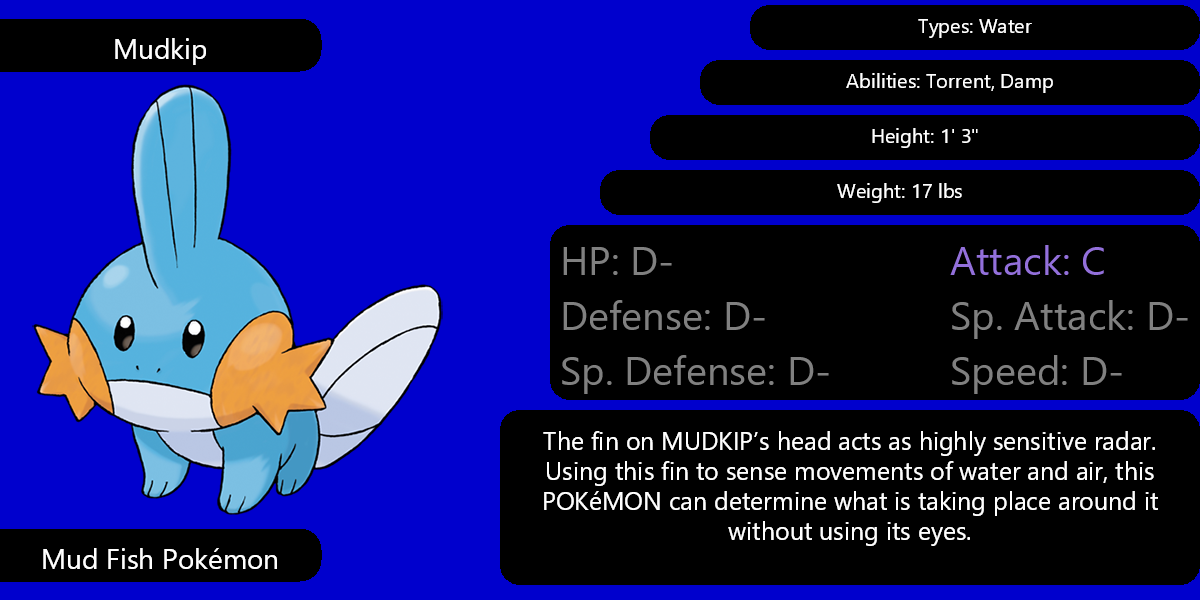 Mudkip
Types: Water
Abilities: Torrent, Damp
Height: 1' 3"
Weight: 17 lbs
HP: D-
Attack: C
Defense: D-
Sp. Attack: D-
Sp. Defense: D-
Speed: D-
The fin on MUDKIP’s head acts as highly sensitive radar.
Using this fin to sense movements of water and air, this
POKéMON can determine what is taking place around it
without using its eyes.
Mud Fish Pokémon